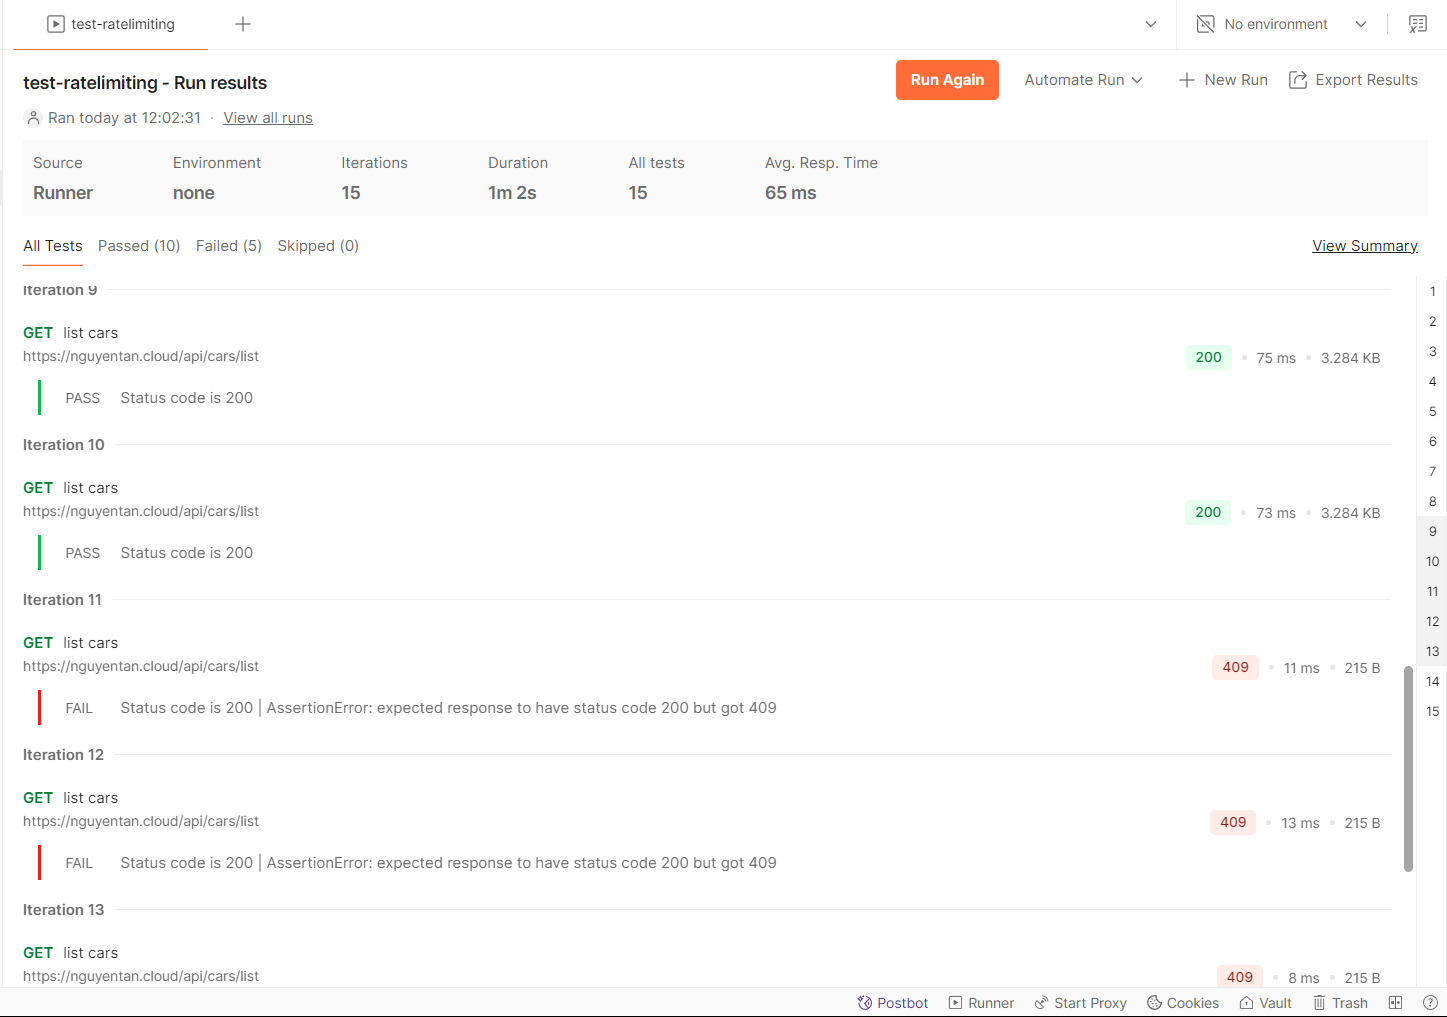 test-ratelimiting
No environment
test-ratelimiting - Run results
Run Again
Automate Run
New Run
Export Results
Ran today at 12:02:31 · View all runs
Source Environment Iterations Duration All tests Avg. Resp. Time
Runner none 15 1m 2s 15 65 ms
All Tests Passed (10) Failed (5) Skipped (0) View Summary
Iteration 9
GET list cars
https://nguyentan.cloud/api/cars/list
200 • 75 ms • 3.284 KB
PASS Status code is 200
Iteration 10
GET list cars
https://nguyentan.cloud/api/cars/list
200 • 73 ms • 3.284 KB
PASS Status code is 200
Iteration 11
GET list cars
https://nguyentan.cloud/api/cars/list
409 • 11 ms • 215 B
FAIL Status code is 200 | AssertionError: expected response to have status code 200 but got 409
Iteration 12
GET list cars
https://nguyentan.cloud/api/cars/list
409 • 13 ms • 215 B
FAIL Status code is 200 | AssertionError: expected response to have status code 200 but got 409
Iteration 13
GET list cars
https://nguyentan.cloud/api/cars/list
409 • 8 ms • 215 B
1
2
3
4
5
6
7
8
9
10
11
12
13
14
15
Postbot Runner Start Proxy Cookies Vault Trash